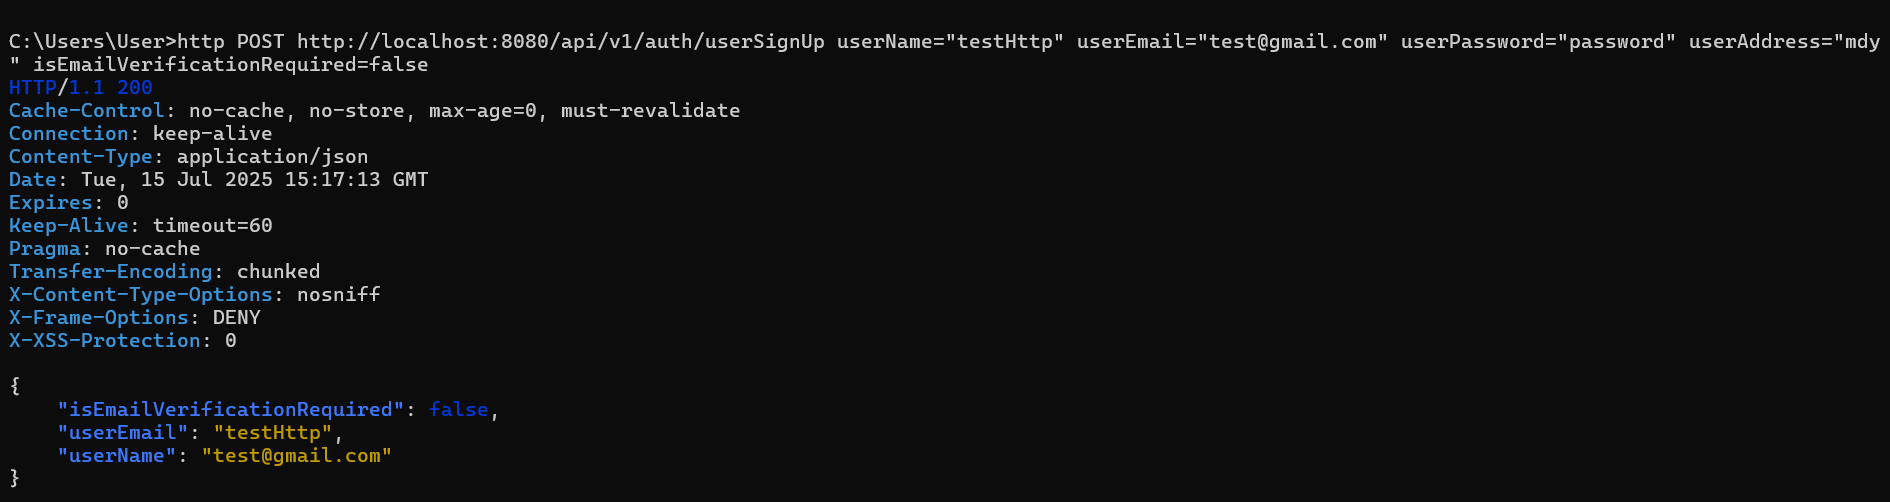 C:\Users\User>http POST http://localhost:8080/api/v1/auth/userSignUp userName="testHttp" userEmail="test@gmail.com" userPassword="password" userAddress="mdy
" isEmailVerificationRequired=false
HTTP/1.1 200
Cache-Control: no-cache, no-store, max-age=0, must-revalidate
Connection: keep-alive
Content-Type: application/json
Date: Tue, 15 Jul 2025 15:17:13 GMT
Expires: 0
Keep-Alive: timeout=60
Pragma: no-cache
Transfer-Encoding: chunked
X-Content-Type-Options: nosniff
X-Frame-Options: DENY
X-XSS-Protection: 0

{
    "isEmailVerificationRequired": false,
    "userEmail": "testHttp",
    "userName": "test@gmail.com"
}